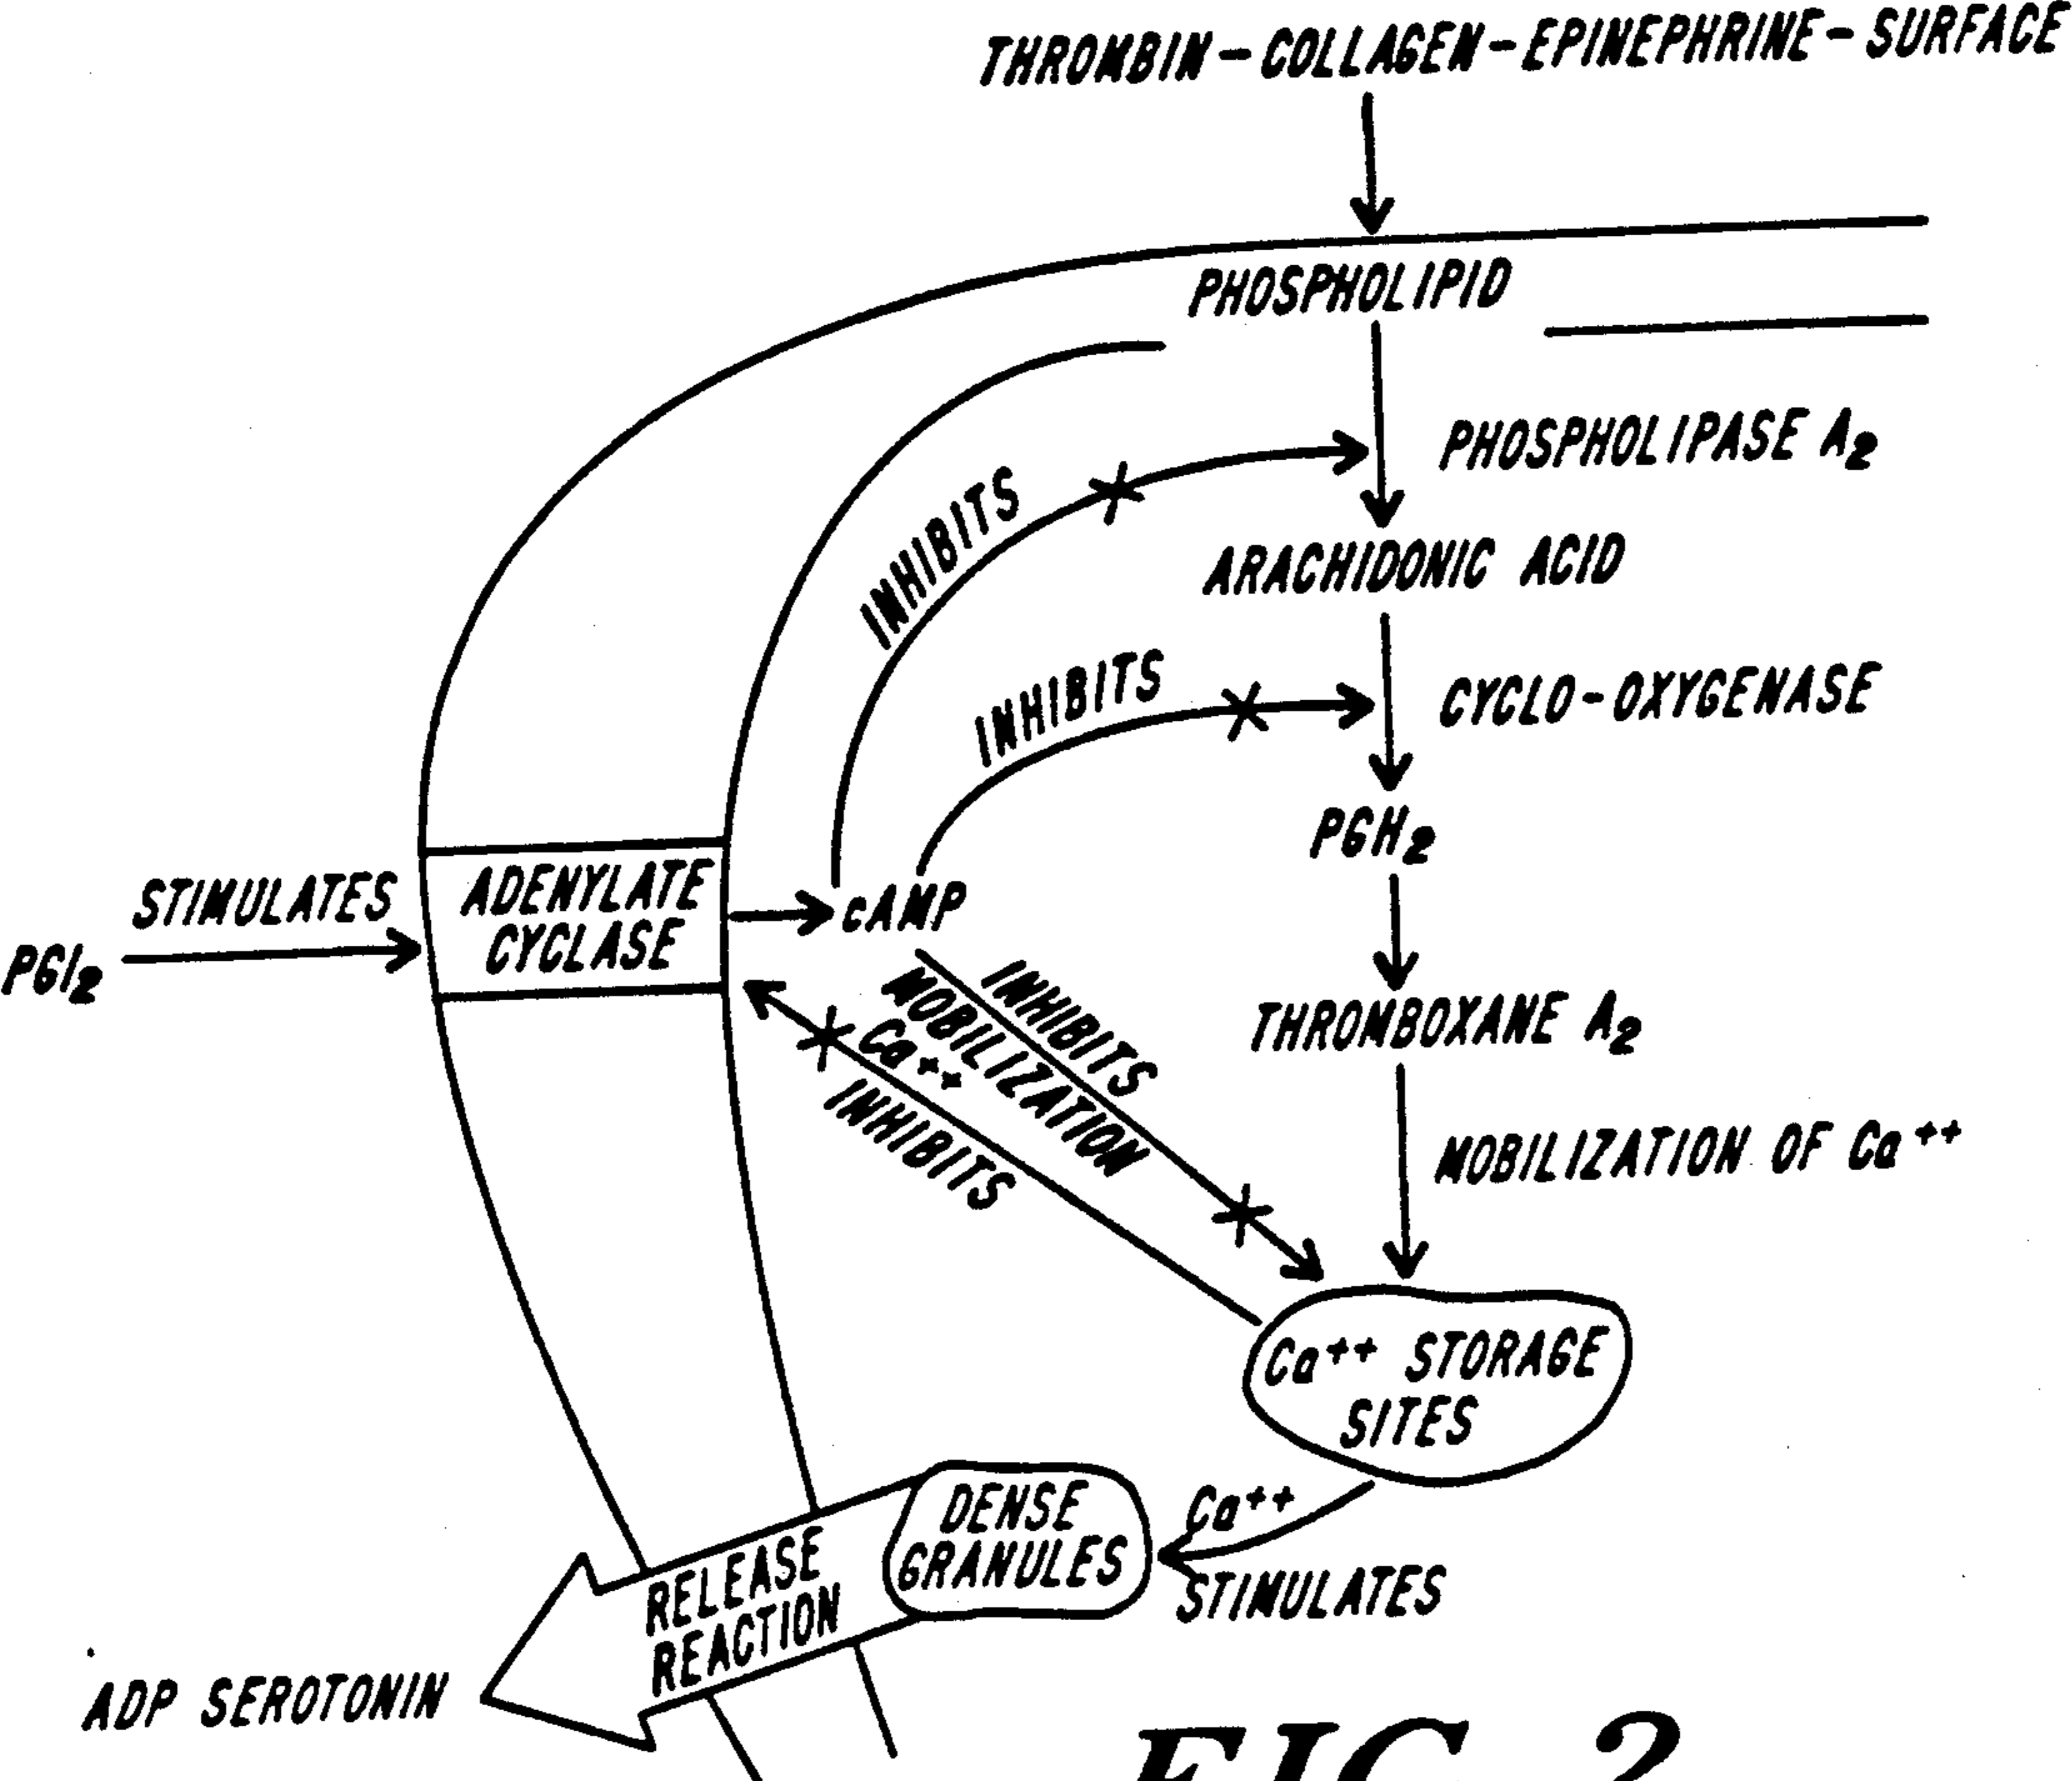 THROMBIN-COLLAGEN-EPINEPHRINE-SURFACE
PHOSPHOLIPID
PHOSPHOLIPASE A2
INHIBITS
ARACHIDONIC ACID
INHIBITS
CYCLO-OXYGENASE
PGH2
STIMULATES
PGI2
ADENYLATE
CYCLASE
CAMP
INHIBITS
MOBILIZATION
Ca++
INHIBITS
THROMBOXANE A2
MOBILIZATION OF Ca++
Ca++ STORAGE
SITES
Ca++
STIMULATES
DENSE
GRANULES
RELEASE
REACTION
ADP SEROTONIN
FIG. 2